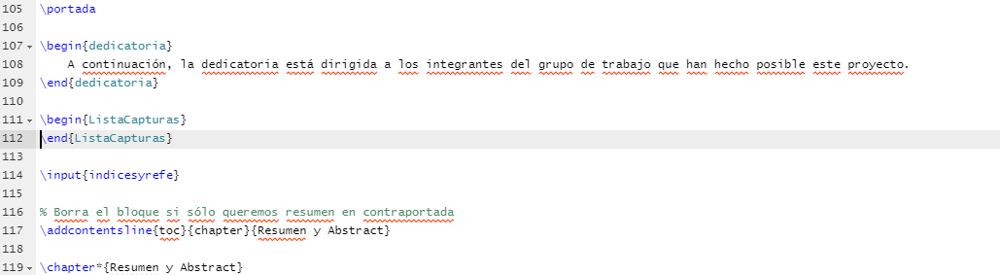 105 \portada
106
107 \begin{dedicatoria}
108 A continuación, la dedicatoria está dirigida a los integrantes del grupo de trabajo que han hecho posible este proyecto.
109 \end{dedicatoria}
110
111 \begin{ListaCapturas}
112 \end{ListaCapturas}
113
114 \input{indicesyrefe}
115
116 % Borra el bloque si sólo queremos resumen en contraportada
117 \addcontentsline{toc}{chapter}{Resumen y Abstract}
118
119 \chapter*{Resumen y Abstract}